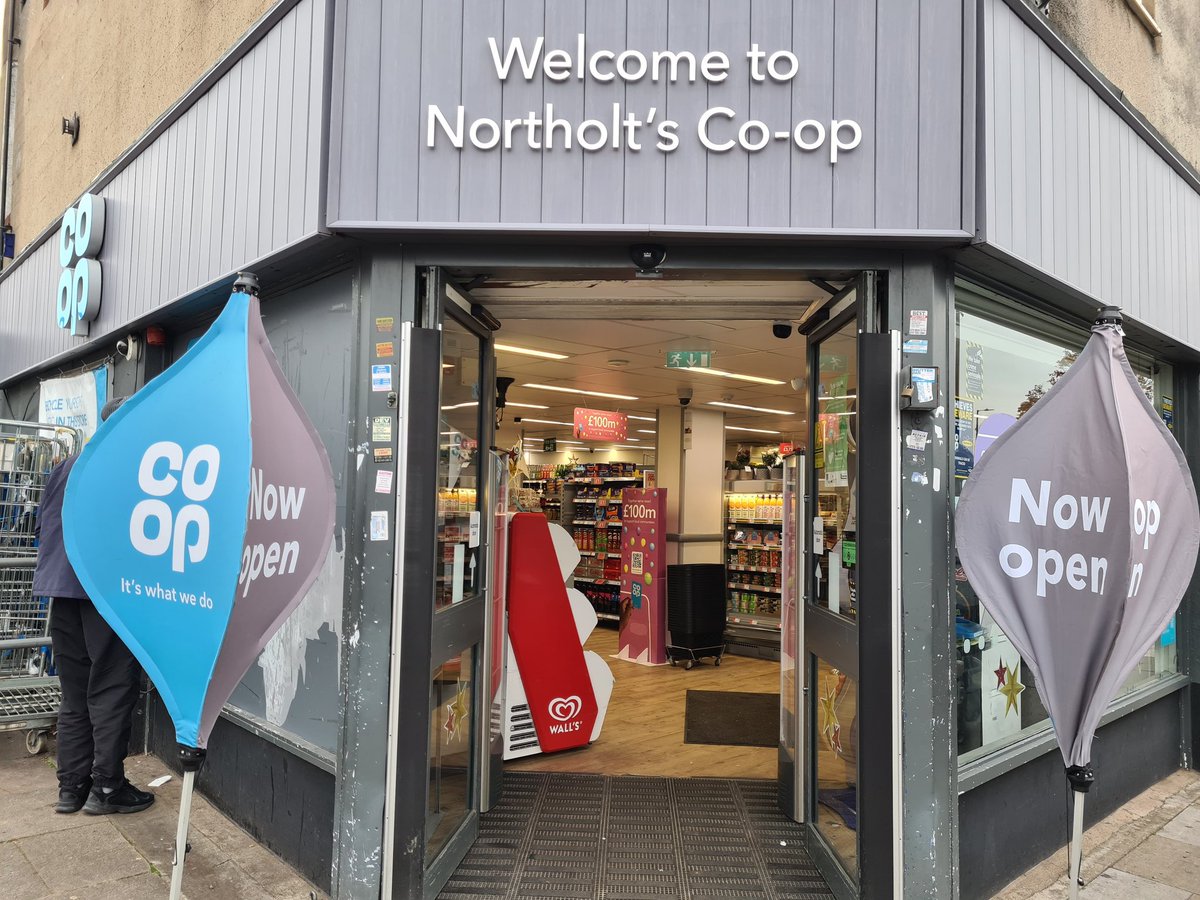 Welcome to
Northolt's Co-op
co
op
co
op
It's what we do
Now
open
Now
open
op
£100m
£100m
WALL'S